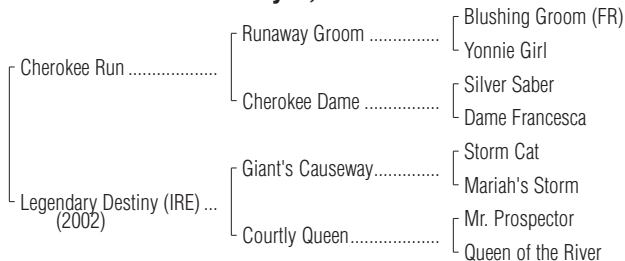 Blushing Groom (FR)
Runaway Groom ...............
Yonnie Girl
Cherokee Run ...................
Silver Saber
Cherokee Dame ................
Dame Francesca
Storm Cat
Giant's Causeway..............
Mariah's Storm
Legendary Destiny (IRE) ...
(2002)
Mr. Prospector
Courtly Queen...................
Queen of the River